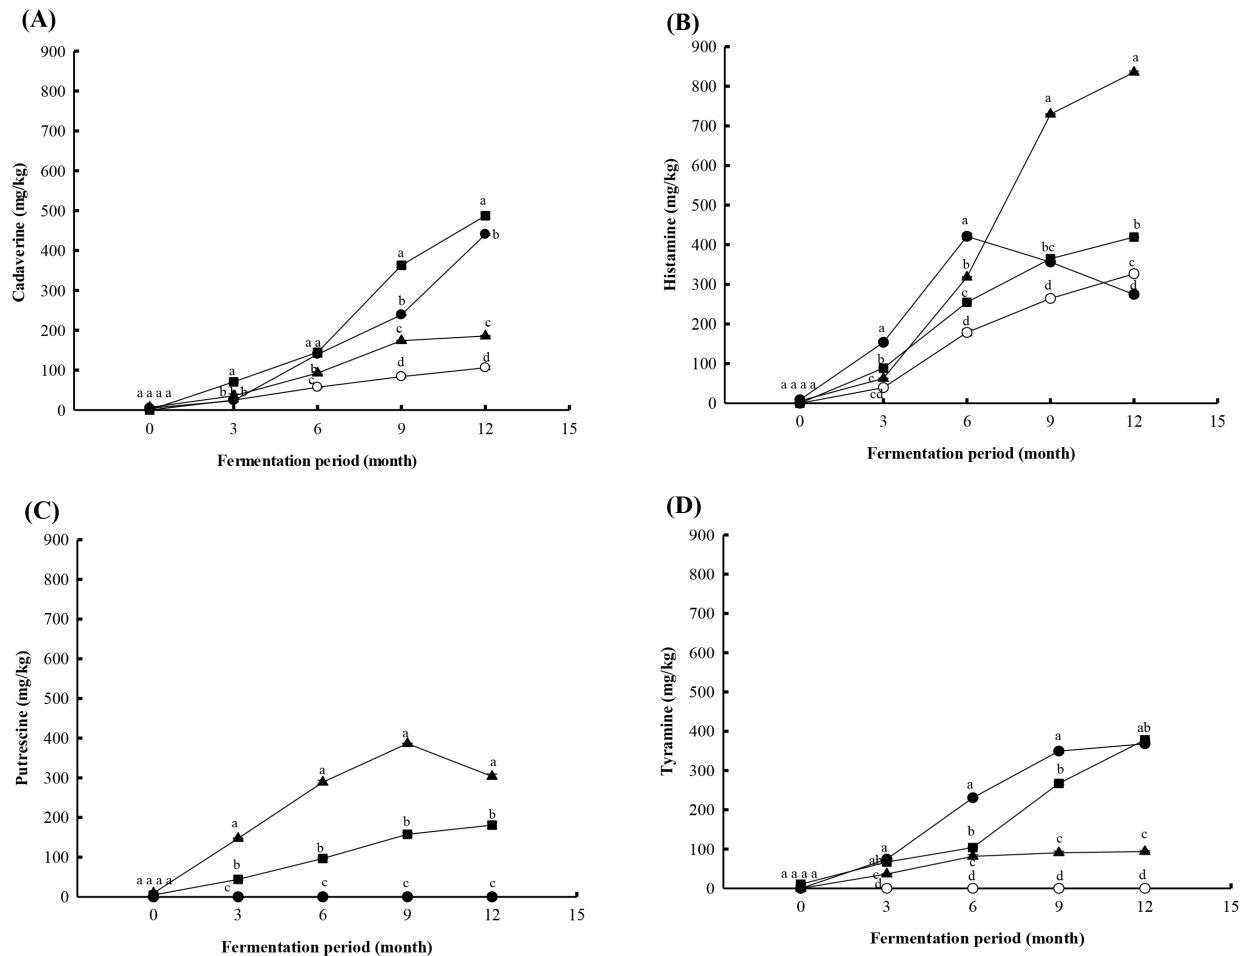 (A)
900
800
700
600
500
400
300
200
100
0
Cadaverine (mg/kg)
a a a a
a
b b
a a
b
c
a
b
c
d
a
b
c
d
0 3 6 9 12 15
Fermentation period (month)
(B)
900
800
700
600
500
400
300
200
100
0
Histamine (mg/kg)
a a a a
a
b
c
cd
a
b
c
d
a
bc
d
a
b
c
d
0 3 6 9 12 15
Fermentation period (month)
(C)
900
800
700
600
500
400
300
200
100
0
Putrescine (mg/kg)
a a a a
a
b
c
a
b
c
a
b
c
a
b
c
0 3 6 9 12 15
Fermentation period (month)
(D)
900
800
700
600
500
400
300
200
100
0
Tyramine (mg/kg)
a a a a
a
ab
c
d
a
b
c
d
a
b
c
d
ab
c
d
0 3 6 9 12 15
Fermentation period (month)